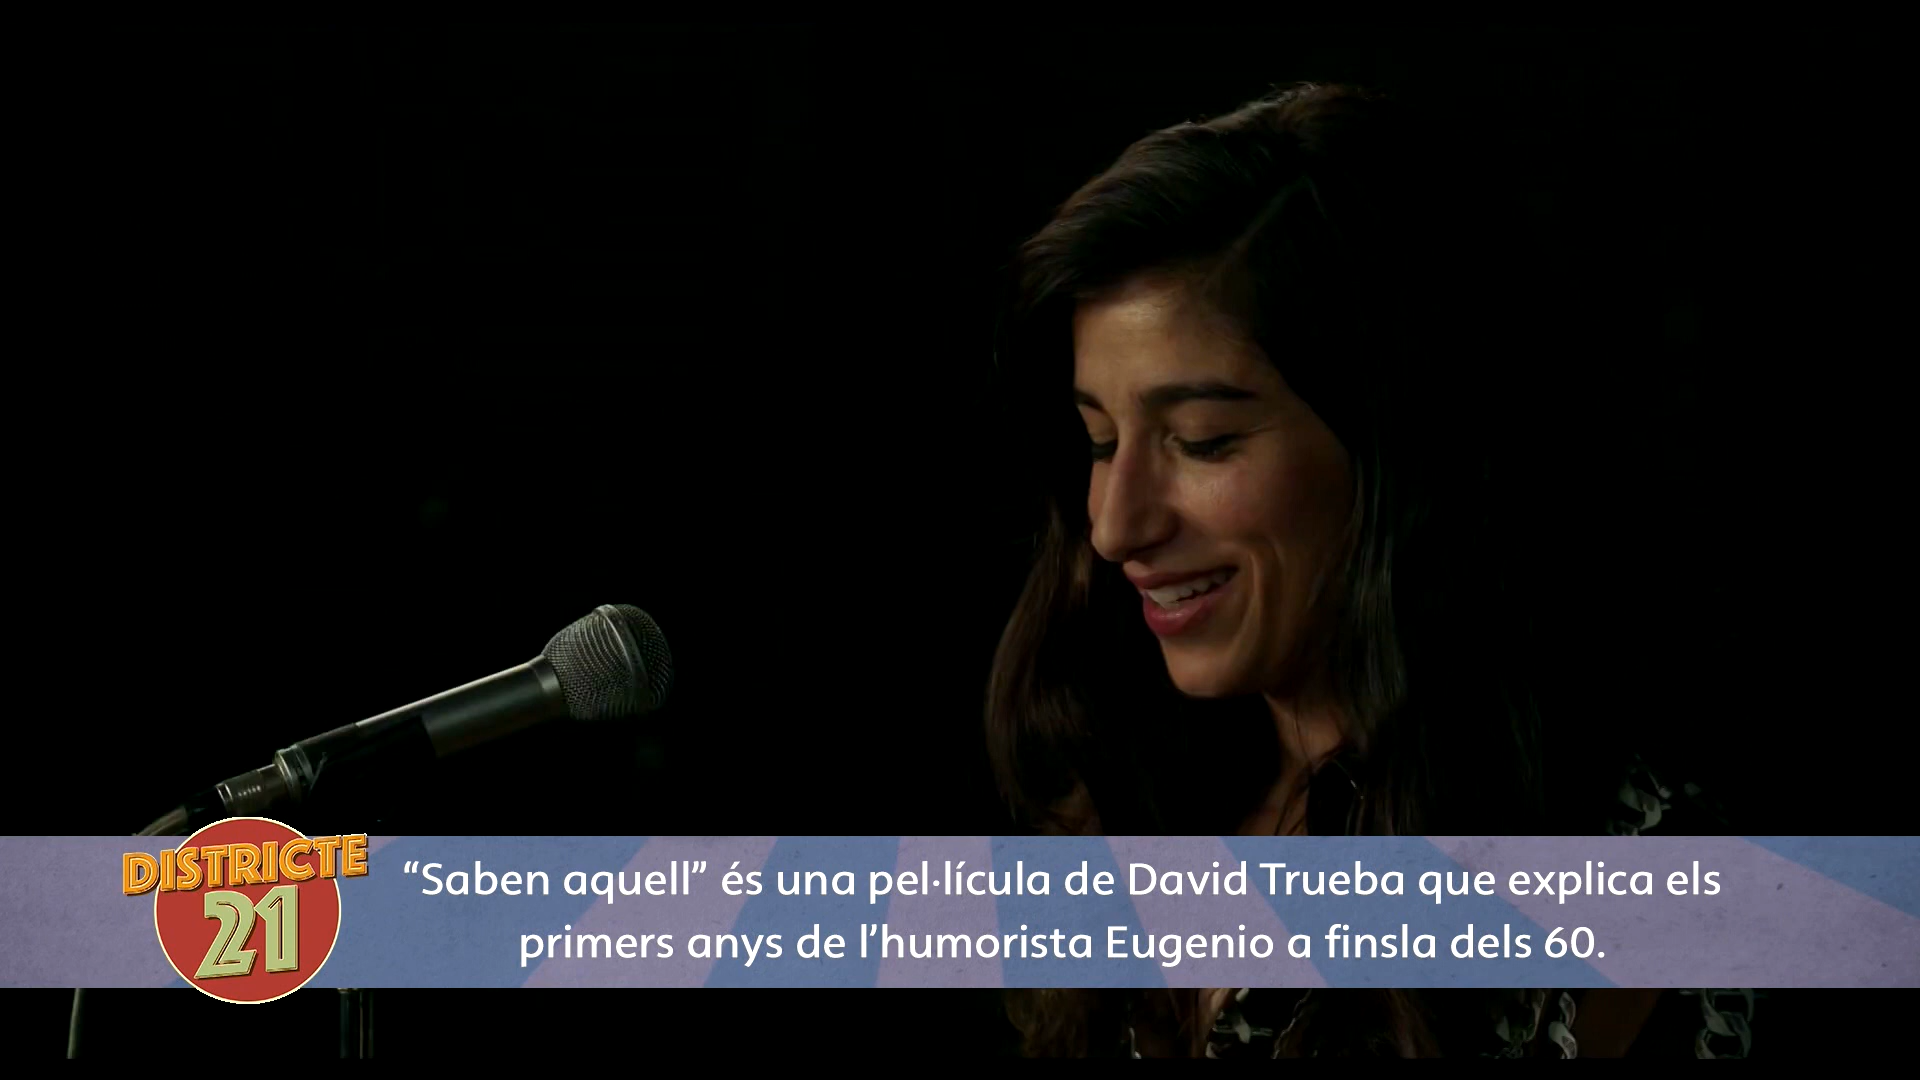 DISTRICTE
21
“Saben aquell” és una pel·lícula de David Trueba que explica els
primers anys de l’humorista Eugenio a finsla dels 60.